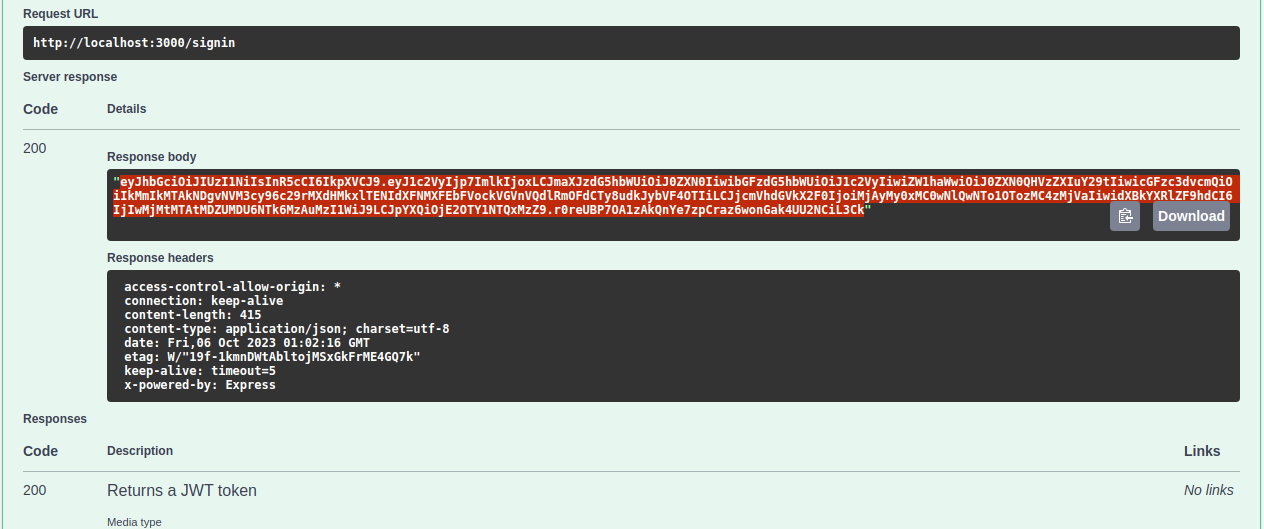 Request URL
http://localhost:3000/signin
Server response
Code Details
200
Response body
"eyJhbGciOiJIUzI1NiIsInR5cCI6IkpXVCJ9.eyJ1c2VyIjp7ImlkIjoxLCJmaXJzdG5hbWUiOiJ0ZXN0IiwibGFzdG5hbWUiOiJ1c2VyIiwiZW1haWwiOiJ0ZXN0QHVzZXIuY29tIiwicGFzc3dvcmQiOi
iIkMmIkMTAkNDgvNVM3cy96c29rMXdHMkxlTENIdXFNMXFEbFVockVGVnVQdlRmOFdCTy8udkJybVF4OTIiLCJjcmVhdGVkX2F0IjoiMjAyMy0xMC0wNlQwNTo1OTozMC4zMjVaIiwidXBkYXRlZF9hdCI6
IjIwMjMtMTAtMDZUMDU6NTk6MzAuMzI1WiJ9LCJpYXQiOjE2OTY1NTQxMzZ9.r0reUBP7OA1zAkQnYe7zpCraz6wonGak4UU2NCiL3Ck"
Download
Response headers
access-control-allow-origin: *
connection: keep-alive
content-length: 415
content-type: application/json; charset=utf-8
date: Fri,06 Oct 2023 01:02:16 GMT
etag: W/"19f-1kmnDWtAbltojMSxGkFrME4GQ7k"
keep-alive: timeout=5
x-powered-by: Express
Responses
Code Description Links
200 Returns a JWT token No links
Media type